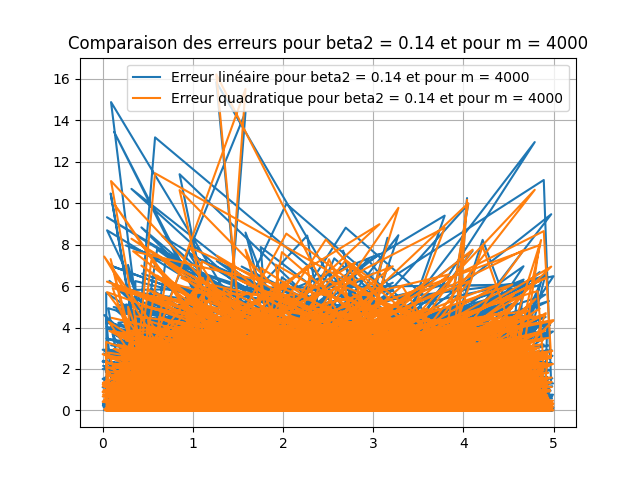 Comparaison des erreurs pour beta2 = 0.14 et pour m = 4000
Erreur linéaire pour beta2 = 0.14 et pour m = 4000
Erreur quadratique pour beta2 = 0.14 et pour m = 4000
16
14
12
10
8
6
4
2
0
0 1 2 3 4 5